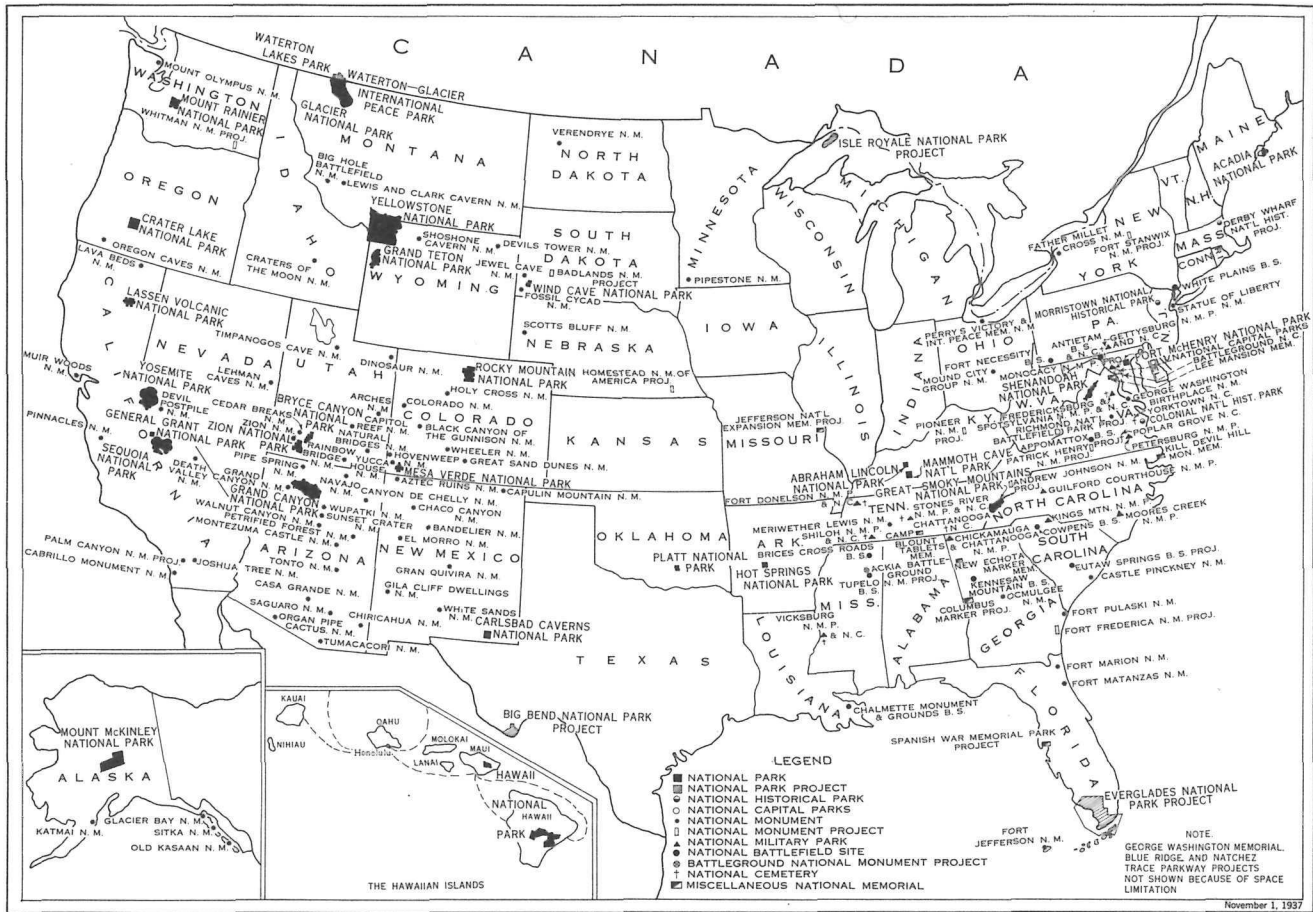 C A N A D A
WATERTON
LAKES PARK
WATERTON—GLACIER
INTERNATIONAL
PEACE PARK
GLACIER
NATIONAL PARK
MOUNT OLYMPUS N. M.
WASHINGTON
MOUNT RAINIER
NATIONAL
PARK
WHITMAN N. M. PROJ.
IDAHO
MONTANA
BIG HOLE
BATTLEFIELD
N. M.
LEWIS AND CLARK CAVERN N. M.
VERENDRYE N. M.
NORTH
DAKOTA
MINNESOTA
ISLE ROYALE NATIONAL PARK
PROJECT
WISCONSIN
MICHIGAN
MAINE
ACADIA
NATIONAL PARK
VT.
N.H.
OREGON
CRATER LAKE
NATIONAL PARK
OREGON CAVES N. M.
LAVA BEDS
N. M.
CRATERS OF
THE MOON N. M.
YELLOWSTONE
NATIONAL PARK
SHOSHONE
CAVERN N. M.
DEVILS TOWER N. M.
GRAND TETON
NATIONAL PARK
WYOMING
JEWEL CAVE
N. M.
SOUTH
DAKOTA
BADLANDS N. M.
PROJECT
WIND CAVE NATIONAL PARK
FOSSIL CYCAD
N. M.
PIPESTONE N. M.
FATHER MILLET
CROSS N. M.
FORT STANWIX
N. M. PROJ.
NEW
YORK
MASS.
CONN.
DERBY WHARF
NAT'L HIST.
PROJ.
WHITE PLAINS B. S.
STATUE OF LIBERTY
N. M.
CALIFORNIA
LASSEN VOLCANIC
NATIONAL PARK
NEVADA
UTAH
TIMPANOGOS CAVE N. M.
LEHMAN
CAVES N. M.
DINOSAUR N. M.
SCOTTS BLUFF N. M.
NEBRASKA
HOMESTEAD N. M. OF
AMERICA PROJ.
IOWA
ILLINOIS
INDIANA
OHIO
PERRY'S VICTORY &
INT. PEACE MEM. N. M.
MORRISTOWN NATIONAL
HISTORICAL PARK
PA.
N.J.
ANTIETAM
B. S.
& N. C.
GETTYSBURG N. M. P.
AND N. C.
FORT NECESSITY
B. S.
MOUND CITY
GROUP N. M.
MONOCACY N M P PROJ.
FORT McHENRY NATIONAL PARK
NATIONAL CAPITAL PARKS
BATTLEGROUND N. C.
LEE MANSION MEM.
SHENANDOAH
NATIONAL PARK
W. VA.
VA.
GEORGE WASHINGTON
BIRTHPLACE N. M.
FREDERICKSBURG &
SPOTSYLVANIA N. M. P. & N. C.
YORKTOWN N. C.
COLONIAL NAT'L HIST. PARK
RICHMOND NAT'L
BATTLEFIELD PARK PROJ.
POPLAR GROVE N. C.
APPOMATTOX B. S.
PETERSBURG N. M. P.
PATRICK HENRY
N. M. PROJ.
KILL DEVIL HILL
MON. MEM.
PIONEER
N. M.
PROJ.
KY.
MUIR WOODS
N. M.
YOSEMITE
NATIONAL PARK
DEVIL
POSTPILE
N. M.
PINNACLES N. M.
GENERAL GRANT
NATIONAL PARK
SEQUOIA
NATIONAL
PARK
DEATH
VALLEY N. M.
CEDAR BREAKS
N. M.
BRYCE CANYON
NATIONAL
PARK
ZION N. M.
ZION NATIONAL
PARK
ARCHES
N. M.
CAPITOL
REEF N. M.
NATURAL
BRIDGES
N. M.
RAINBOW
BRIDGE
N. M.
HOVENWEEP
N. M.
YUCCA
HOUSE
N. M.
PIPE SPRING
N. M.
ROCKY MOUNTAIN
NATIONAL PARK
HOLY CROSS N. M.
COLORADO N. M.
COLORADO
BLACK CANYON OF
THE GUNNISON N. M.
WHEELER N. M.
GREAT SAND DUNES N. M.
MESA VERDE NATIONAL PARK
AZTEC RUINS N. M.
CAPULIN MOUNTAIN N. M.
KANSAS
JEFFERSON NAT'L
EXPANSION MEM. PROJ.
MISSOURI
ABRAHAM LINCOLN
NATIONAL PARK
MAMMOTH CAVE
NAT'L PARK
FORT DONELSON N. M. P.
& N. C.
GREAT SMOKY MOUNTAINS
NATIONAL PARK PROJ.
TENN.
STONES RIVER
N. M. P. & N. C.
ANDREW JOHNSON N. M.
GUILFORD COURTHOUSE N. M. P.
NORTH CAROLINA
GRAND
CANYON N. M.
GRAND CANYON
NATIONAL
PARK
NAVAJO
N. M.
CANYON DE CHELLY N. M.
CHACO CANYON
N. M.
WUPATKI N. M.
WALNUT CANYON N. M.
SUNSET CRATER
N. M.
BANDELIER N. M.
PETRIFIED FOREST N. M.
EL MORRO N. M.
MONTEZUMA CASTLE N. M.
ARIZONA
NEW MEXICO
TONTO N. M.
GRAN QUIVIRA N. M.
GILA CLIFF DWELLINGS
N. M.
PALM CANYON N. M. PROJ.
CABRILLO MONUMENT N. M.
JOSHUA
TREE N. M.
CASA GRANDE N. M.
SAGUARO N. M.
CHIRICAHUA N. M.
ORGAN PIPE
CACTUS N. M.
TUMACACORI N. M.
WHITE SANDS
N. M.
CARLSBAD CAVERNS
NATIONAL PARK
OKLAHOMA
PLATT NATIONAL
PARK
ARK.
HOT SPRINGS
NATIONAL PARK
MERIWETHER LEWIS N. M.
SHILOH N. M. P.
& N. C.
CHATTANOOGA
N. C.
KINGS MTN. N. M. P.
COWPENS B. S.
MOORES CREEK
N. M. P.
CAMP
BLOUNT
TABLETS
MEM.
CHICKAMAUGA
& CHATTANOOGA
N. M. P.
BRICES CROSS ROADS
B. S.
ACKIA BATTLE-
GROUND
N. M. PROJ.
TUPELO
B. S.
NEW ECHOTA
MARKER
MEM.
KENNESAW
MOUNTAIN B. S.
OCMULGEE
N. M.
COLUMBUS
MARKER PROJ.
SOUTH
CAROLINA
EUTAW SPRINGS B. S. PROJ.
CASTLE PINCKNEY N. M.
VICKSBURG
N. M. P.
& N. C.
MISS.
ALABAMA
GEORGIA
FORT PULASKI N. M.
FORT FREDERICA N. M. PROJ.
TEXAS
LOUISIANA
FLORIDA
FORT MARION N. M.
FORT MATANZAS N. M.
CHALMETTE MONUMENT
& GROUNDS B. S.
SPANISH WAR MEMORIAL PARK
PROJECT
EVERGLADES NATIONAL
PARK PROJECT
FORT
JEFFERSON N. M.
BIG BEND NATIONAL PARK
PROJECT
MOUNT McKINLEY
NATIONAL PARK
ALASKA
KATMAI N. M.
GLACIER BAY N. M.
SITKA N. M.
OLD KASAAN N. M.
KAUAI
NIHIAU
OAHU
Honolulu
MOLOKAI
LANAI
MAUI
HAWAII
NATIONAL
HAWAII
PARK
THE HAWAIIAN ISLANDS
LEGEND
NATIONAL PARK
NATIONAL PARK PROJECT
NATIONAL HISTORICAL PARK
NATIONAL CAPITAL PARKS
NATIONAL MONUMENT
NATIONAL MONUMENT PROJECT
NATIONAL MILITARY PARK
NATIONAL BATTLEFIELD SITE
BATTLEGROUND NATIONAL MONUMENT PROJECT
NATIONAL CEMETERY
MISCELLANEOUS NATIONAL MEMORIAL
NOTE.
GEORGE WASHINGTON MEMORIAL.
BLUE RIDGE, AND NATCHEZ
TRACE PARKWAY PROJECTS
NOT SHOWN BECAUSE OF SPACE
LIMITATION
November 1, 1937